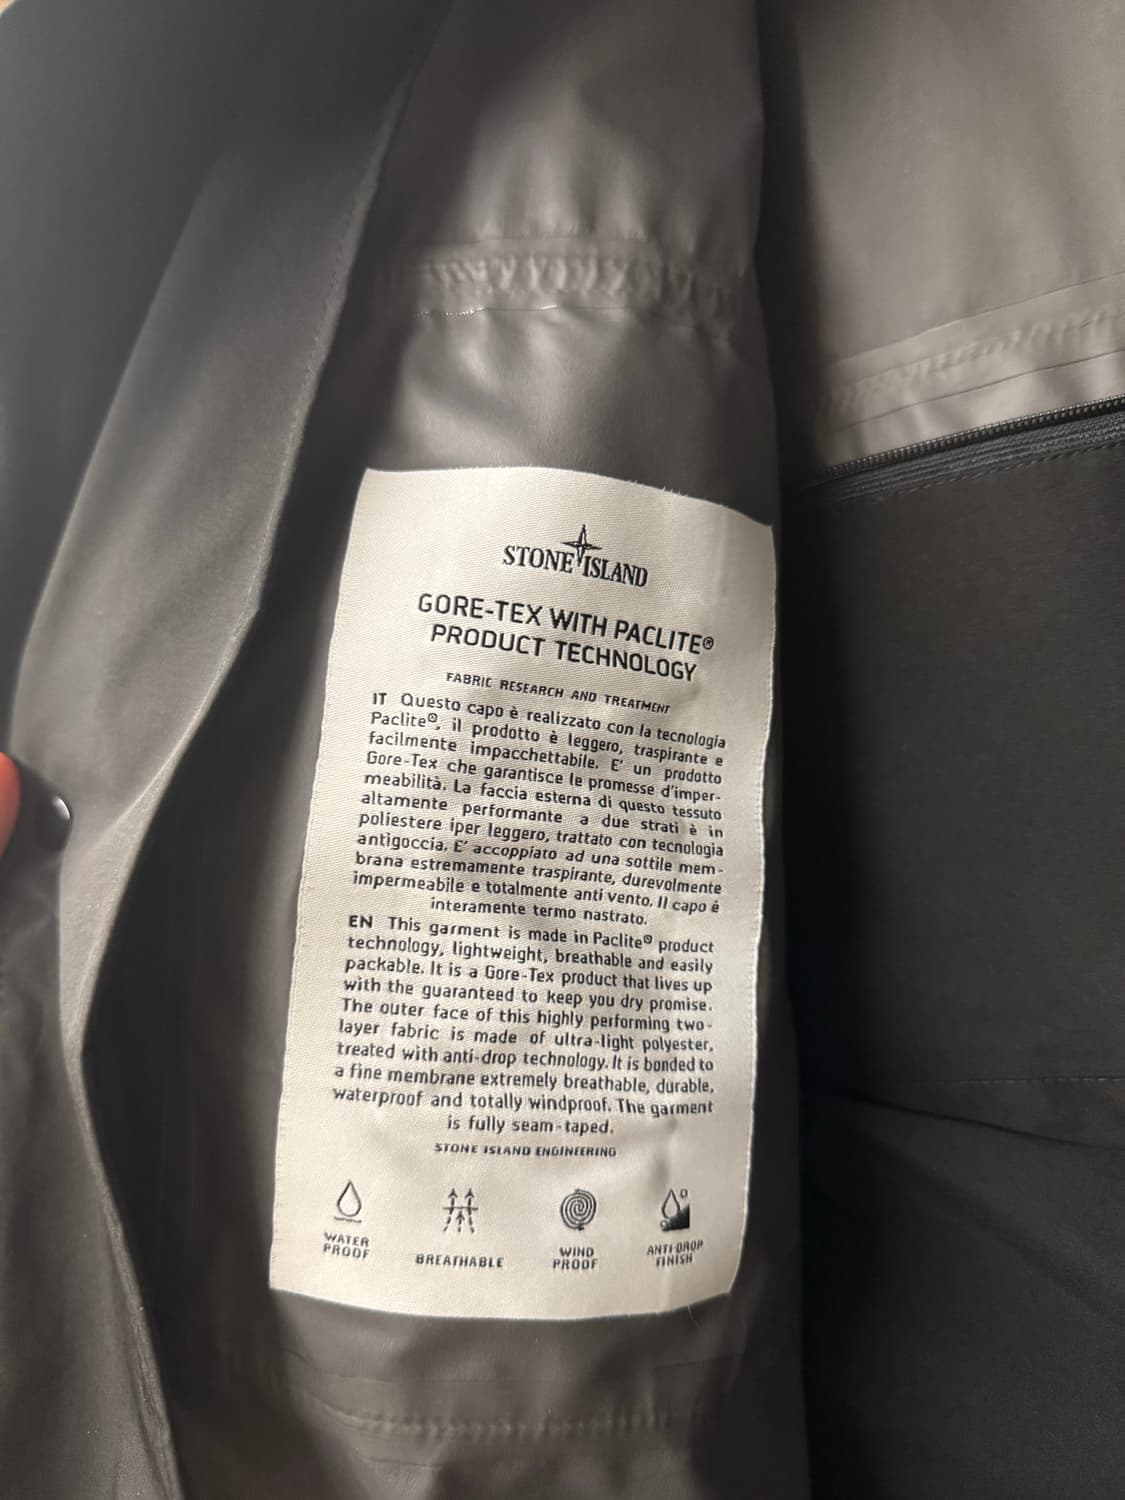 STONE ISLAND
GORE-TEX WITH PACLITE®
PRODUCT TECHNOLOGY
FABRIC RESEARCH AND TREATMENT
IT Questo capo è realizzato con la tecnologia
Paclite®, il prodotto è leggero, traspirante e
facilmente impacchettabile. E' un prodotto
Gore-Tex che garantisce le promesse d'imper-
meabilità. La faccia esterna di questo tessuto
altamente performante a due strati è in
poliestere iper leggero, trattato con tecnologia
antigoccia. E' accoppiato ad una sottile mem-
brana estremamente traspirante, durevolmente
impermeabile e totalmente anti vento. Il capo è
interamente termo nastrato.
EN This garment is made in Paclite® product
technology, lightweight, breathable and easily
packable. It is a Gore-Tex product that lives up
with the guaranteed to keep you dry promise.
The outer face of this highly performing two-
layer fabric is made of ultra-light polyester,
treated with anti-drop technology. It is bonded to
a fine membrane extremely breathable, durable,
waterproof and totally windproof. The garment
is fully seam-taped.
STONE ISLAND ENGINEERING
WATER
PROOF
BREATHABLE
WIND
PROOF
ANTI-DROP
FINISH